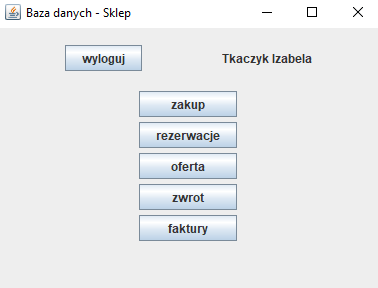 Baza danych - Sklep
wyloguj Tkaczyk Izabela
zakup
rezerwacje
oferta
zwrot
faktury